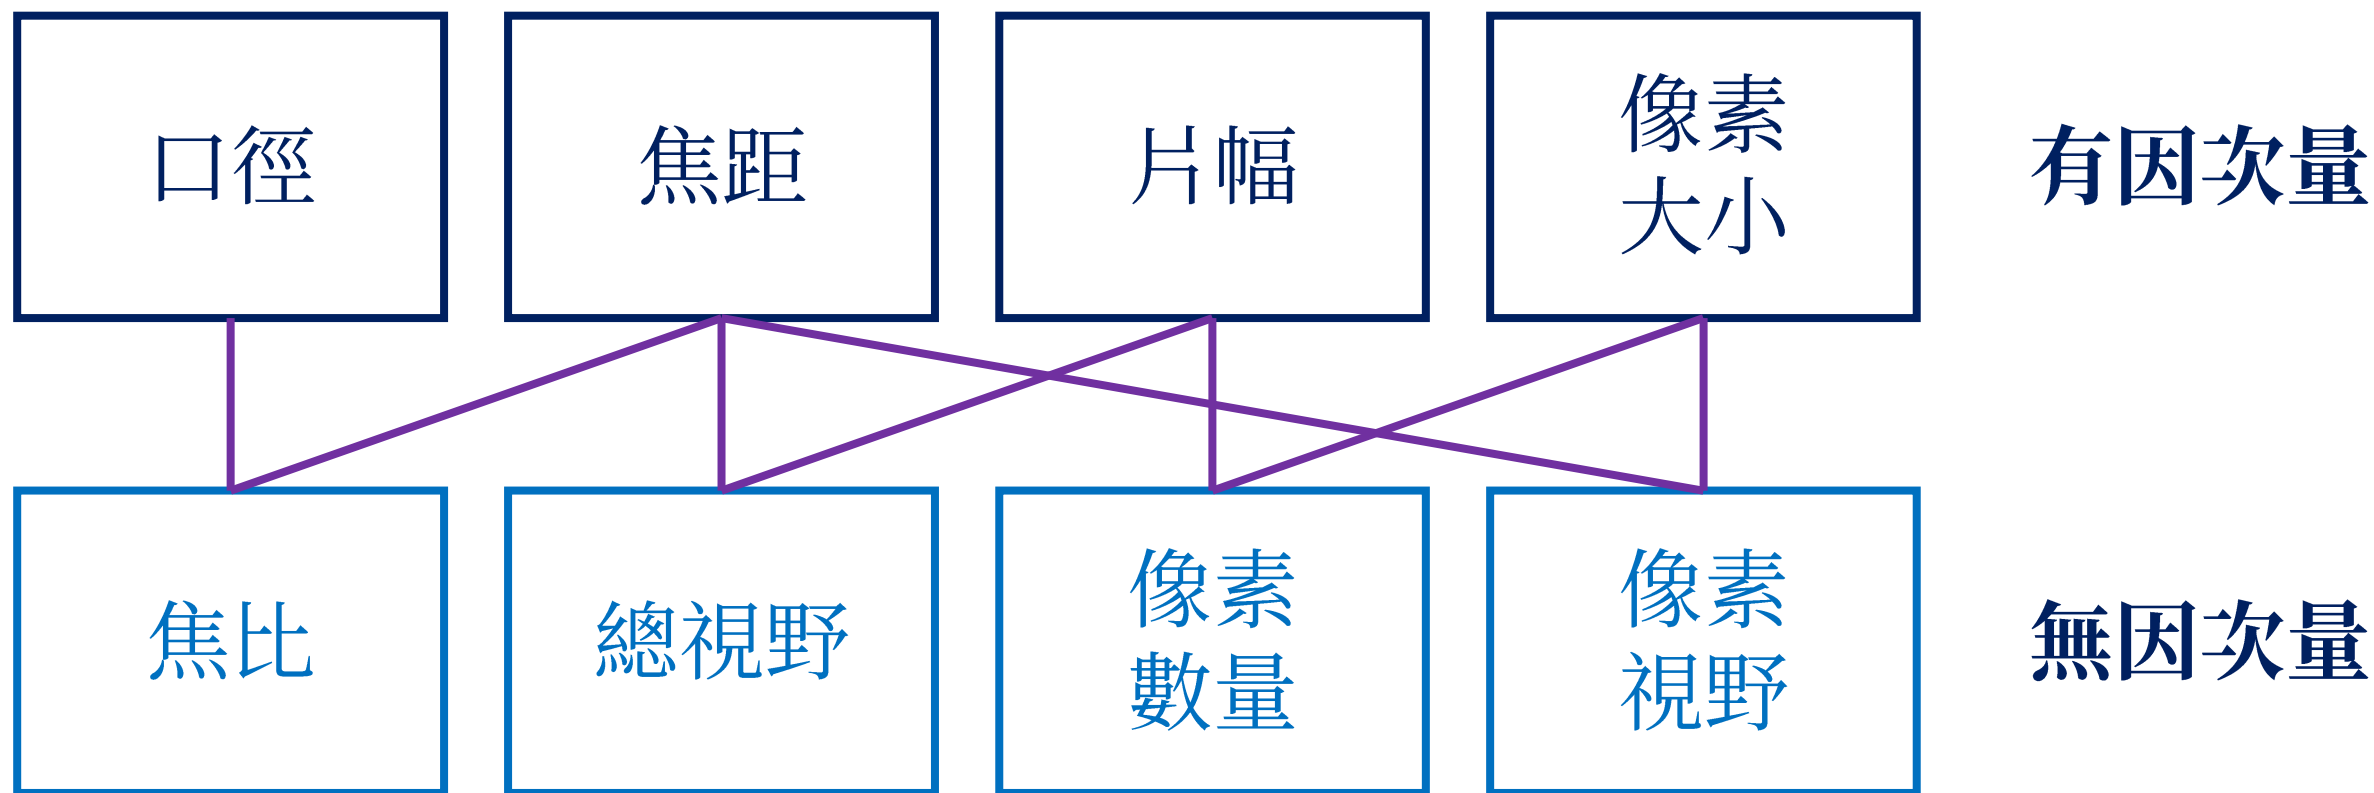 口徑
焦距
片幅
像素
大小
有因次量
焦比
總視野
像素
數量
像素
視野
無因次量